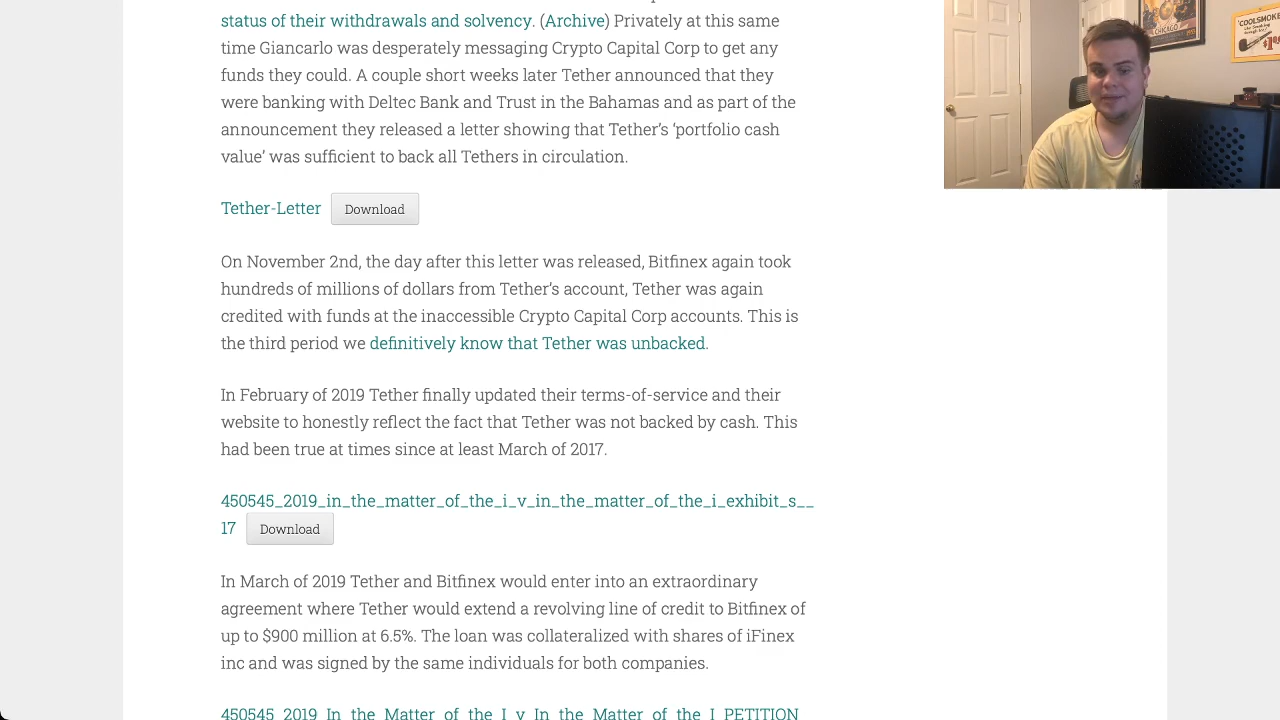 status of their withdrawals and solvency. (Archive) Privately at this same
time Giancarlo was desperately messaging Crypto Capital Corp to get any
funds they could. A couple short weeks later Tether announced that they
were banking with Deltec Bank and Trust in the Bahamas and as part of the
announcement they released a letter showing that Tether’s ‘portfolio cash
value’ was sufficient to back all Tethers in circulation.
Tether-Letter Download
On November 2nd, the day after this letter was released, Bitfinex again took
hundreds of millions of dollars from Tether’s account, Tether was again
credited with funds at the inaccessible Crypto Capital Corp accounts. This is
the third period we definitively know that Tether was unbacked.
In February of 2019 Tether finally updated their terms-of-service and their
website to honestly reflect the fact that Tether was not backed by cash. This
had been true at times since at least March of 2017.
450545_2019_in_the_matter_of_the_i_v_in_the_matter_of_the_i_exhibit_s__
17 Download
In March of 2019 Tether and Bitfinex would enter into an extraordinary
agreement where Tether would extend a revolving line of credit to Bitfinex of
up to $900 million at 6.5%. The loan was collateralized with shares of iFinex
inc and was signed by the same individuals for both companies.
450545_2019_In_the_Matter_of_the_I_v_In_the_Matter_of_the_I_PETITION_
CHICAGO
"COOLSMOKE"